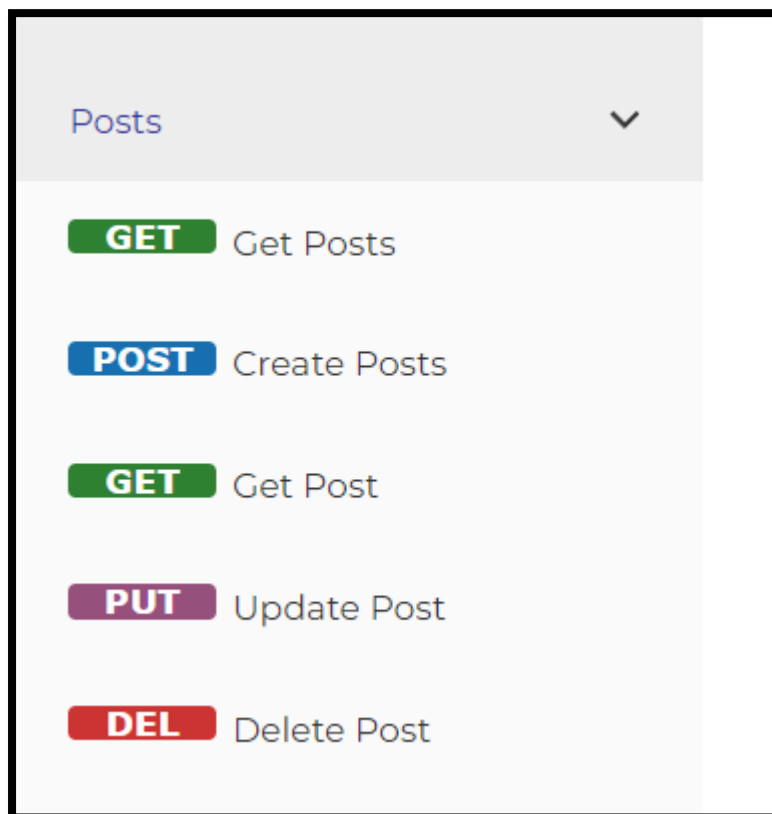 Posts
GET Get Posts
POST Create Posts
GET Get Post
PUT Update Post
DEL Delete Post